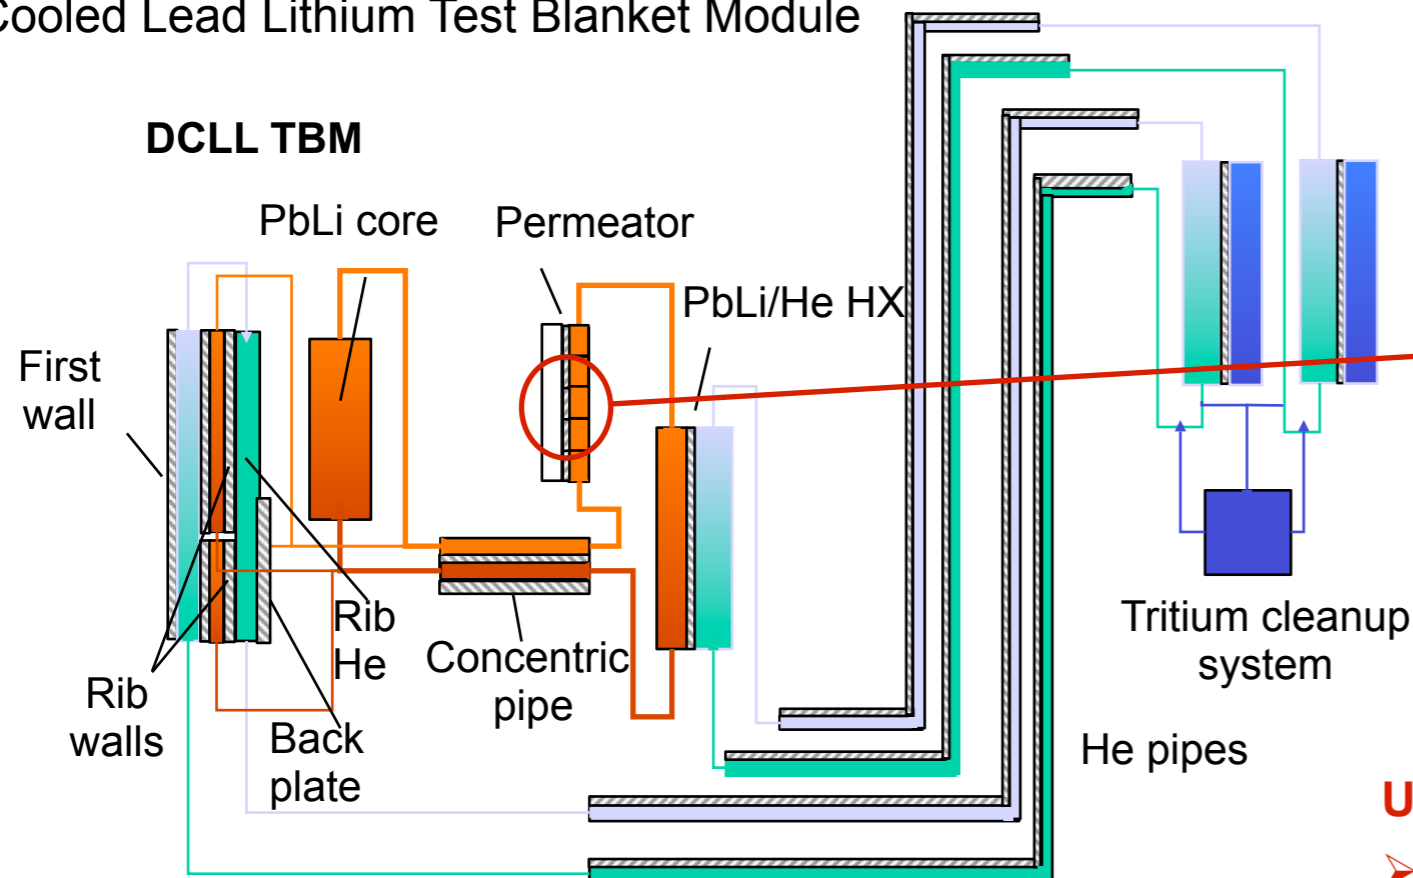 Cooled Lead Lithium Test Blanket Module
DCLL TBM
PbLi core
Permeator
PbLi/He HX
First
wall
Rib
He
Concentric
pipe
Rib
walls
Back
plate
Tritium cleanup
system
He pipes
U